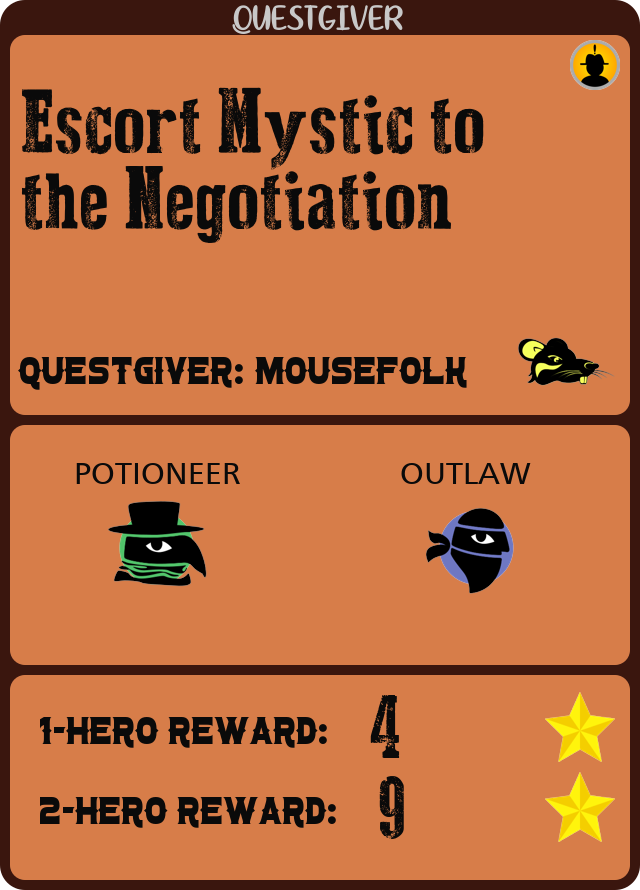 QUESTGIVER
Escort Mystic to
the Negotiation
QUESTGIVER: MOUSEFOLK
POTIONEER
OUTLAW
1-HERO REWARD: 4
2-HERO REWARD: 9